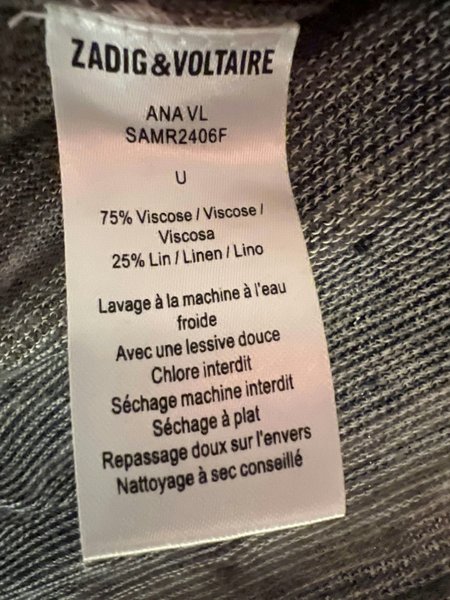 ZADIG&VOLTAIRE
ANA VL
SAMR2406F
U
75% Viscose / Viscose /
Viscosa
25% Lin / Linen / Lino
Lavage à la machine à l'eau
froide
Avec une lessive douce
Chlore interdit
Séchage machine interdit
Séchage à plat
Repassage doux sur l'envers
Nattoyage à sec conseillé